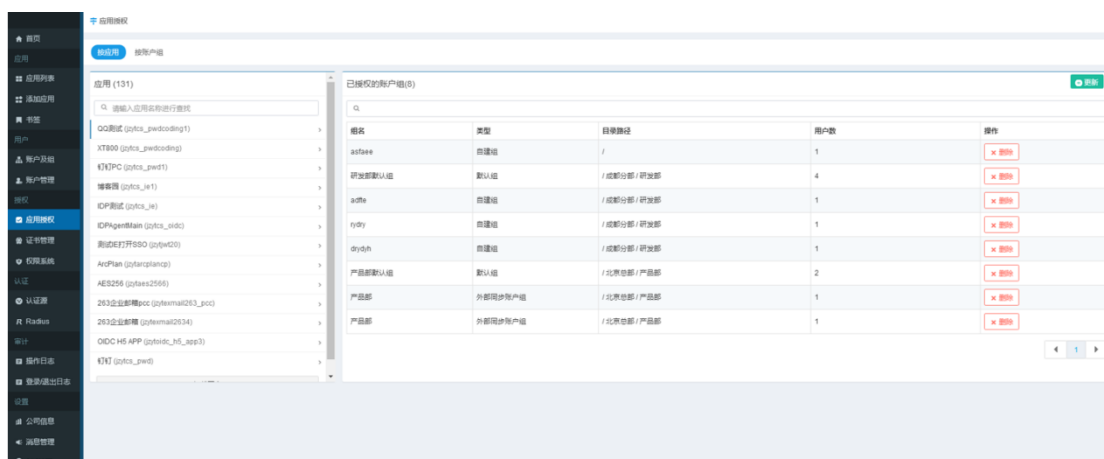 应用授权
首页
应用
应用列表
添加应用
书签
用户
账户及组
账户管理
授权
应用授权
证书管理
权限系统
认证
认证源
R Radius
审计
操作日志
登录/退出日志
设置
公司信息
消息管理
按应用 按账户组
应用 (131)
请输入应用名称进行查找
QQ测试 (jzytcs_pwdcoding1)
XT800 (jzytcs_pwdcoding)
钉钉PC (jzytcs_pwd1)
博客园 (jzytcs_ie1)
IDP测试 (jzytcs_ie)
IDPAgentMain (jzytcs_oidc)
测试IE打开SSO (jzytjwt20)
ArcPlan (jzytarcplancp)
AES256 (jzytaes2566)
263企业邮箱pcc (jzytexmail263_pcc)
263企业邮箱 (jzytexmail2634)
OIDC H5 APP (jzytoidc_h5_app3)
钉钉 (jzytcs_pwd)
已授权的账户组(8) 更新
组名 类型 目录路径 用户数 操作
asfaee 自建组 / 1 × 删除
研发部默认组 默认组 / 成都分部 / 研发部 4 × 删除
adfte 自建组 / 成都分部 / 研发部 1 × 删除
rydry 自建组 / 成都分部 / 研发部 1 × 删除
drydyh 自建组 / 成都分部 / 研发部 1 × 删除
产品部默认组 默认组 / 北京总部 / 产品部 2 × 删除
产品部 外部同步账户组 / 北京总部 / 产品部 1 × 删除
产品部 外部同步账户组 / 北京总部 / 产品部 1 × 删除
1